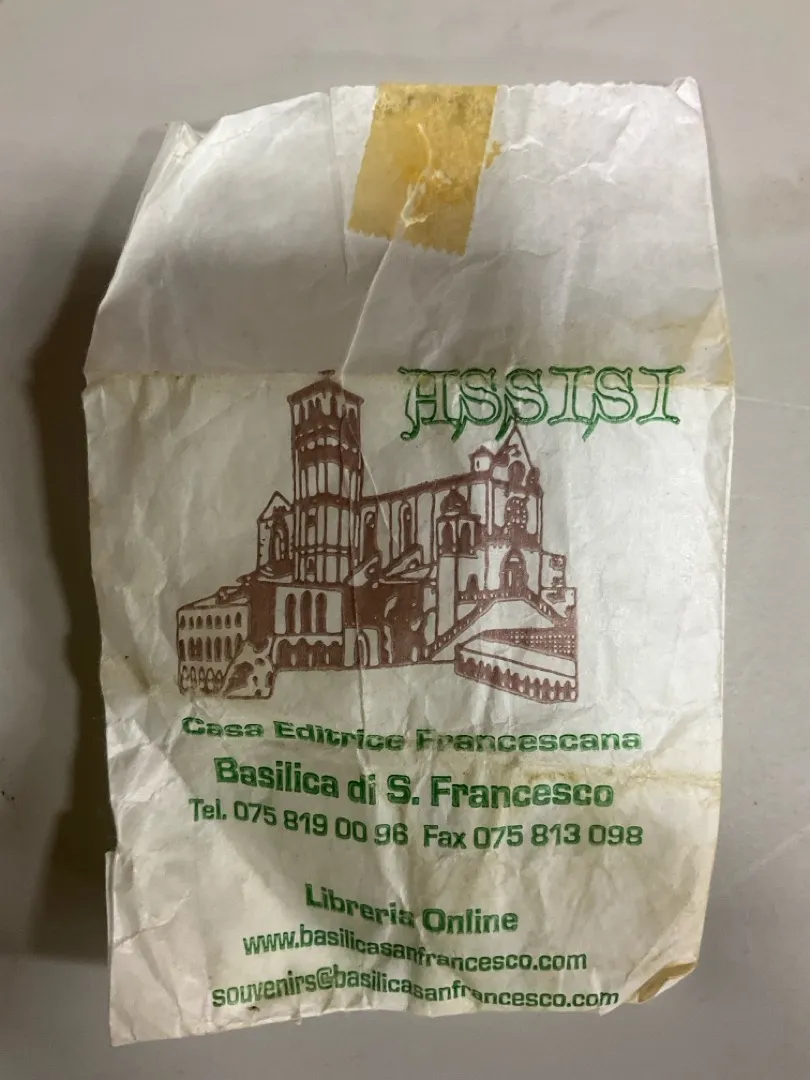 ASSISI
Casa Editrice Francescana
Basilica di S. Francesco
Tel. 075 819 00 96 Fax 075 813 098
Libreria Online
www.basilicasanfrancesco.com
souvenirs@basilicasanfrancesco.com